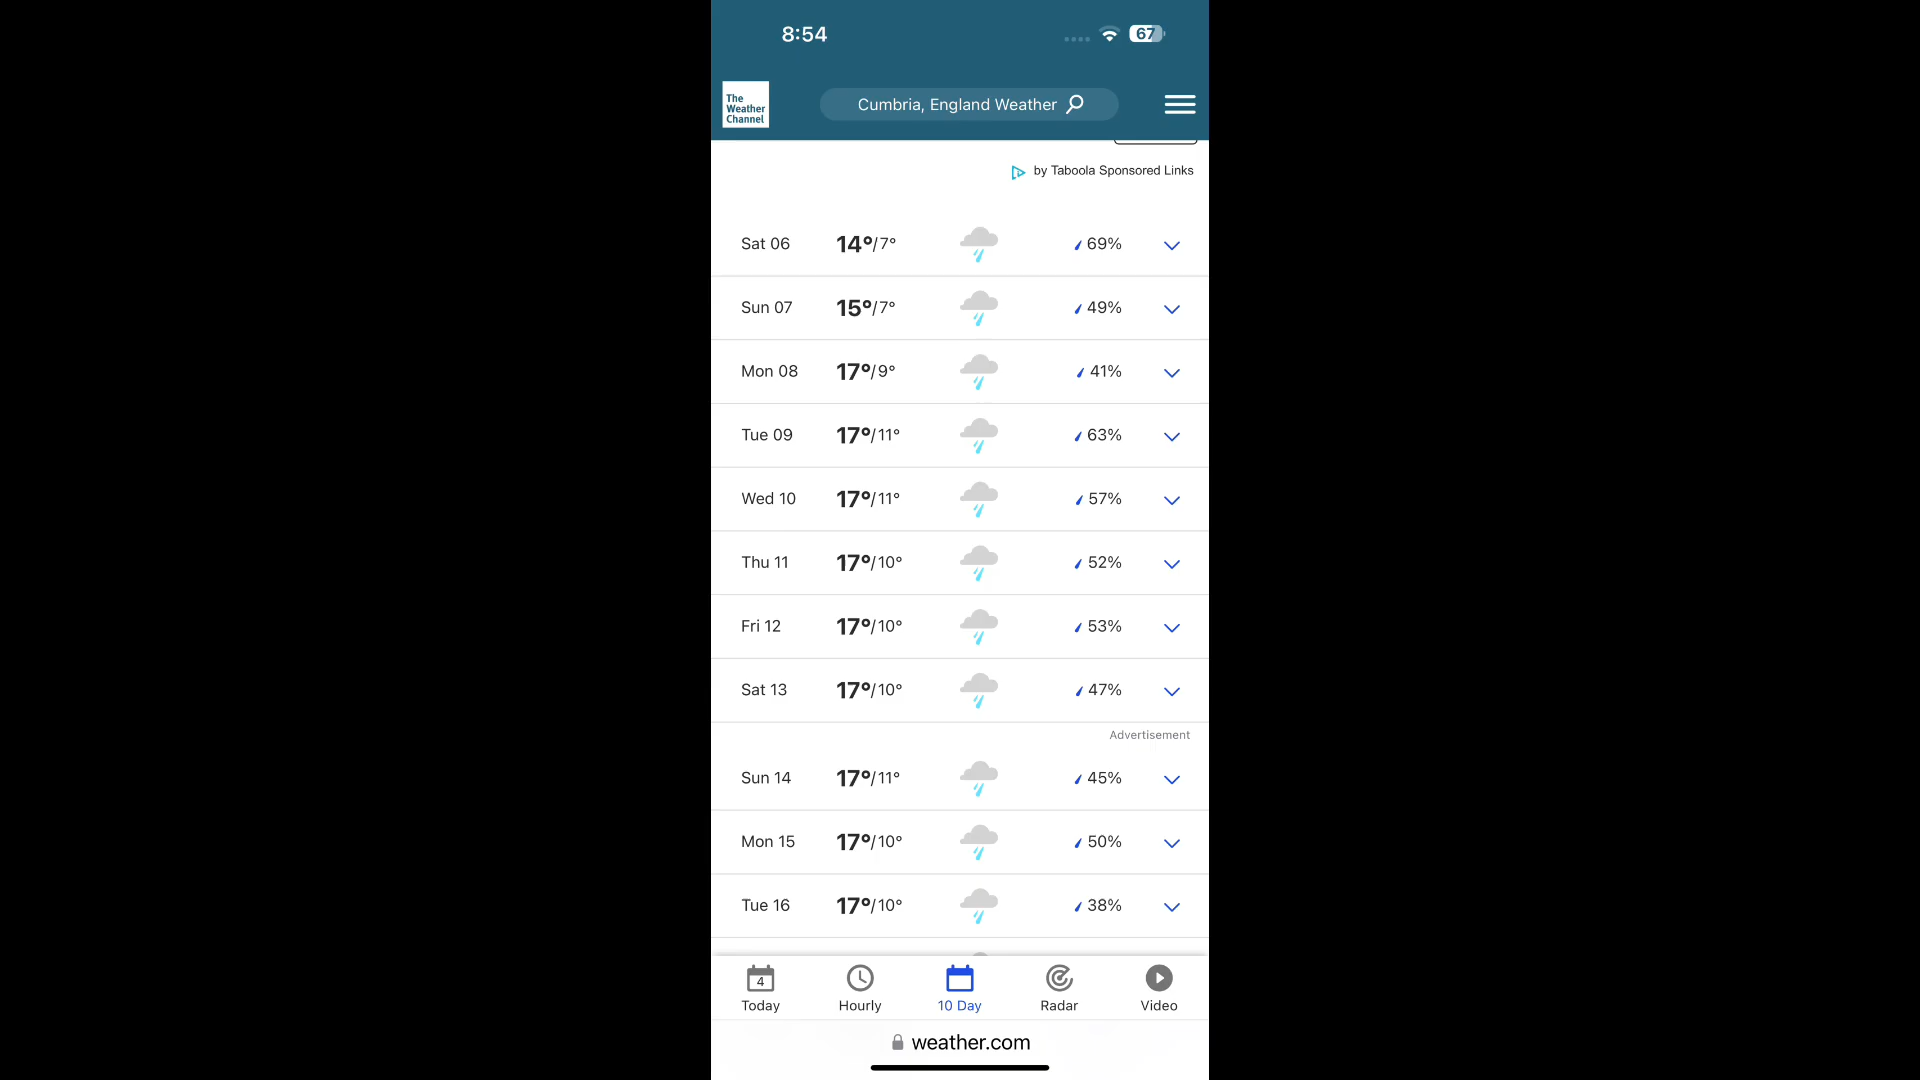 8:54
67
The
Weather
Channel
Cumbria, England Weather
by Taboola Sponsored Links
Sat 06 14°/7° 69%
Sun 07 15°/7° 49%
Mon 08 17°/9° 41%
Tue 09 17°/11° 63%
Wed 10 17°/11° 57%
Thu 11 17°/10° 52%
Fri 12 17°/10° 53%
Sat 13 17°/10° 47%
Advertisement
Sun 14 17°/11° 45%
Mon 15 17°/10° 50%
Tue 16 17°/10° 38%
4
Today Hourly 10 Day Radar Video
weather.com